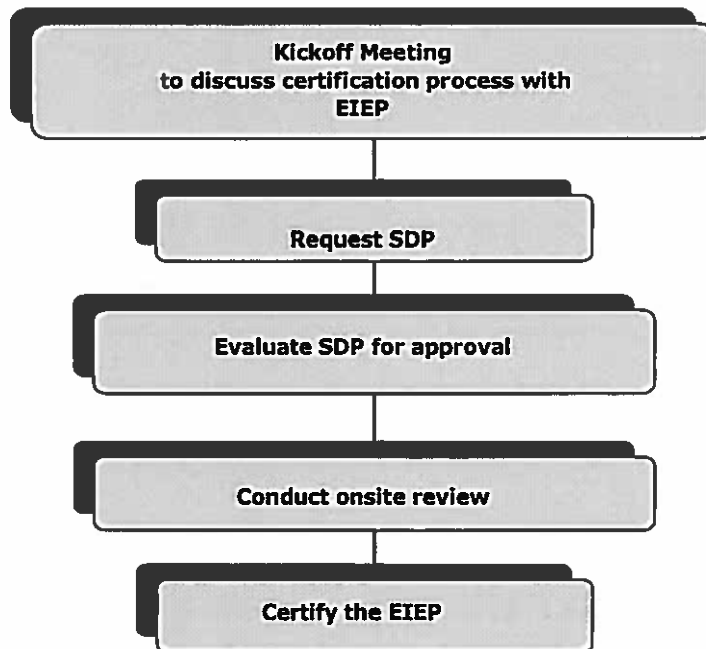 Kickoff Meeting
to discuss certification process with
EIEP
Request SDP
Evaluate SDP for approval
Conduct onsite review
Certify the EIEP